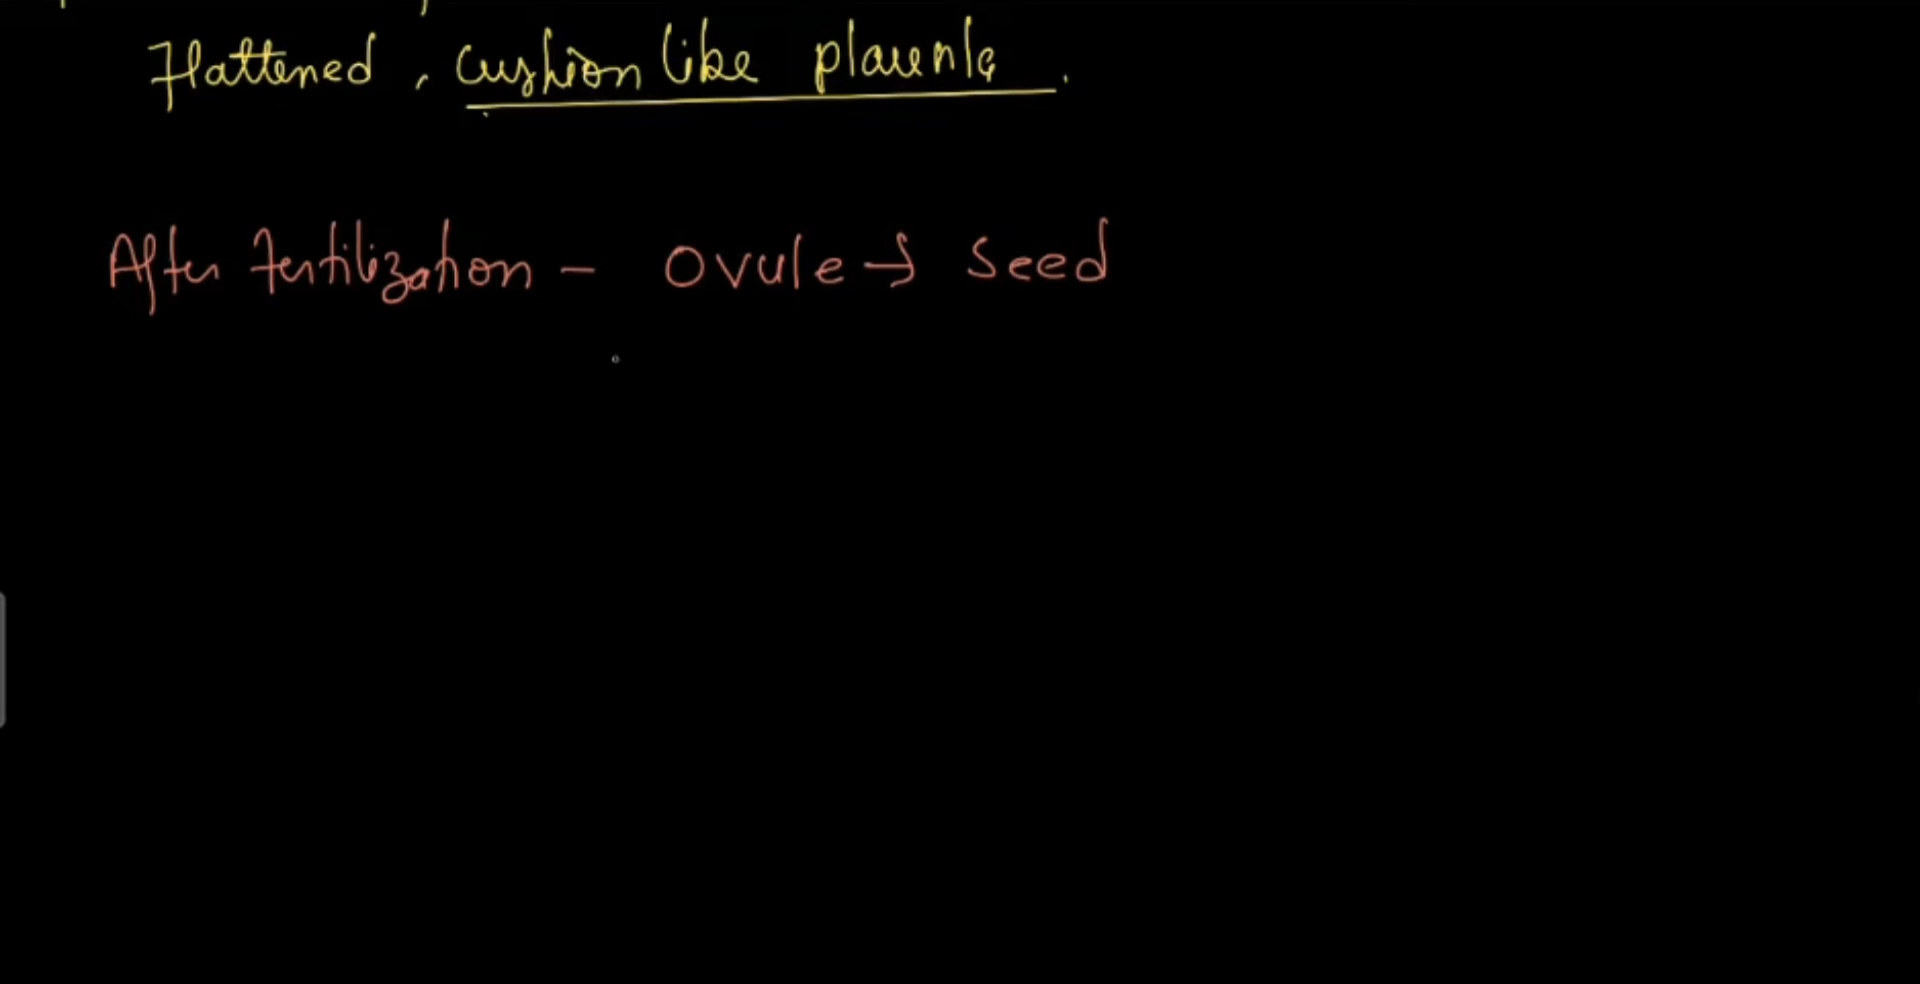 Flattened, cushion like placenta.
After fertilization - Ovule → Seed